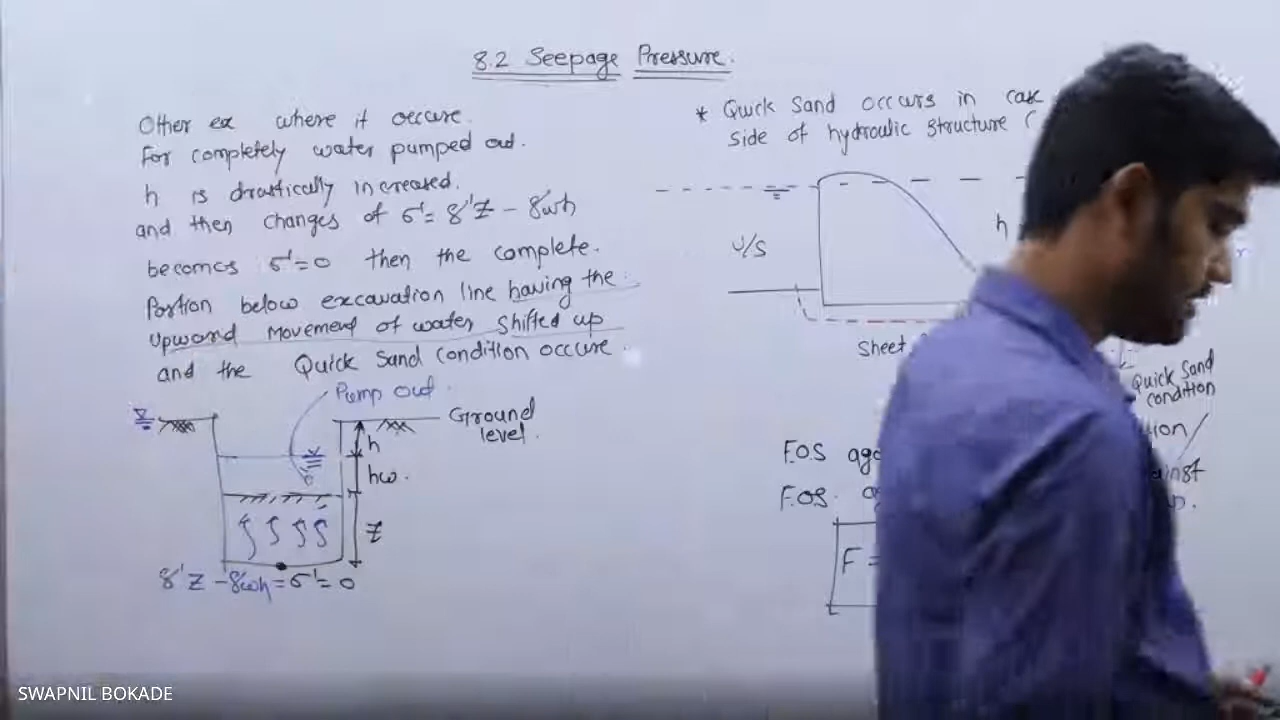 8.2 Seepage Pressure.
Other ex where it occure.
For completely water pumped out.
h is drastically increased.
and then changes of σ'= γ'Z - γwh
becomes σ'=0 then the complete.
Portion below excavation line having the
upward movement of water shifted up
and the Quick Sand condition occure.
Pump out.
Ground
level.
h
hw.
Z
γ'Z - γwh = σ'= 0
* Quick Sand occurs in
side of hydraulic structure (
h
U/S
Sheet
Quick Sand
condition
F.O.S
F.O.S.
F =
SWAPNIL BOKADE